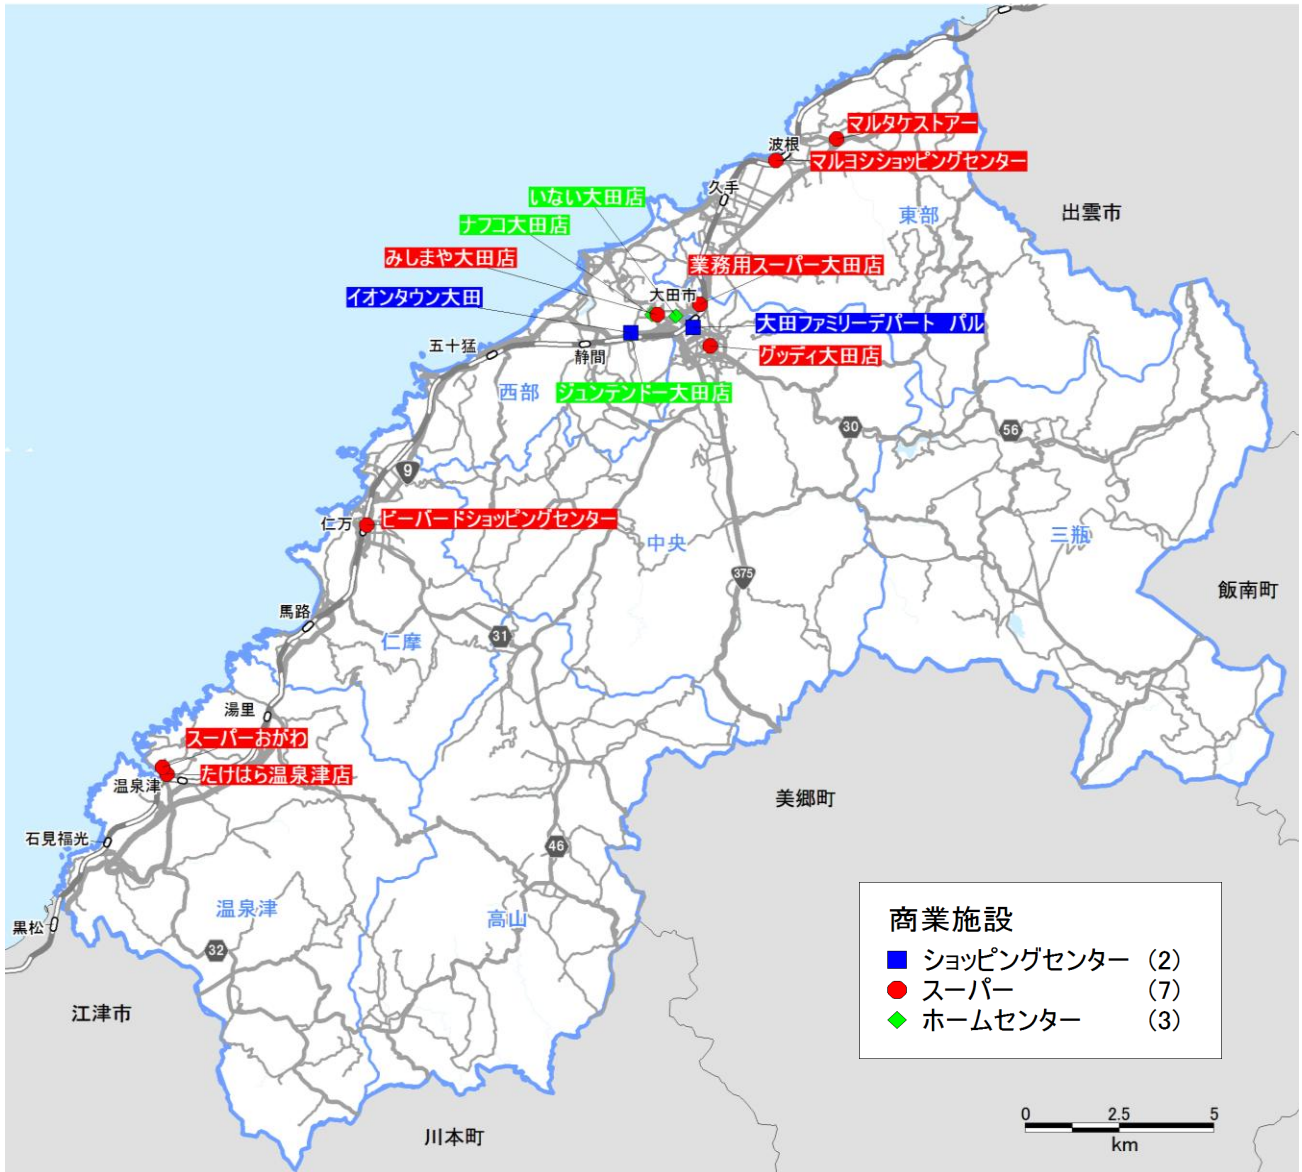 マルタケストアー
波根
マルヨシショッピングセンター
久手
いない大田店
東部
出雲市
ナフコ大田店
みしまや大田店
業務用スーパー大田店
イオンタウン大田
大田市
大田ファミリーデパート パル
五十猛
静間
グッディ大田店
西部
ジュンテンドー大田店
30
56
9
仁万
ビーバードショッピングセンター
中央
三瓶
375
飯南町
馬路
仁摩
31
湯里
スーパーおがわ
温泉津
たけはら温泉津店
美郷町
石見福光
46
温泉津
高山
黒松
32
江津市
川本町
商業施設
ショッピングセンター (2)
スーパー (7)
ホームセンター (3)
0 2.5 5
km